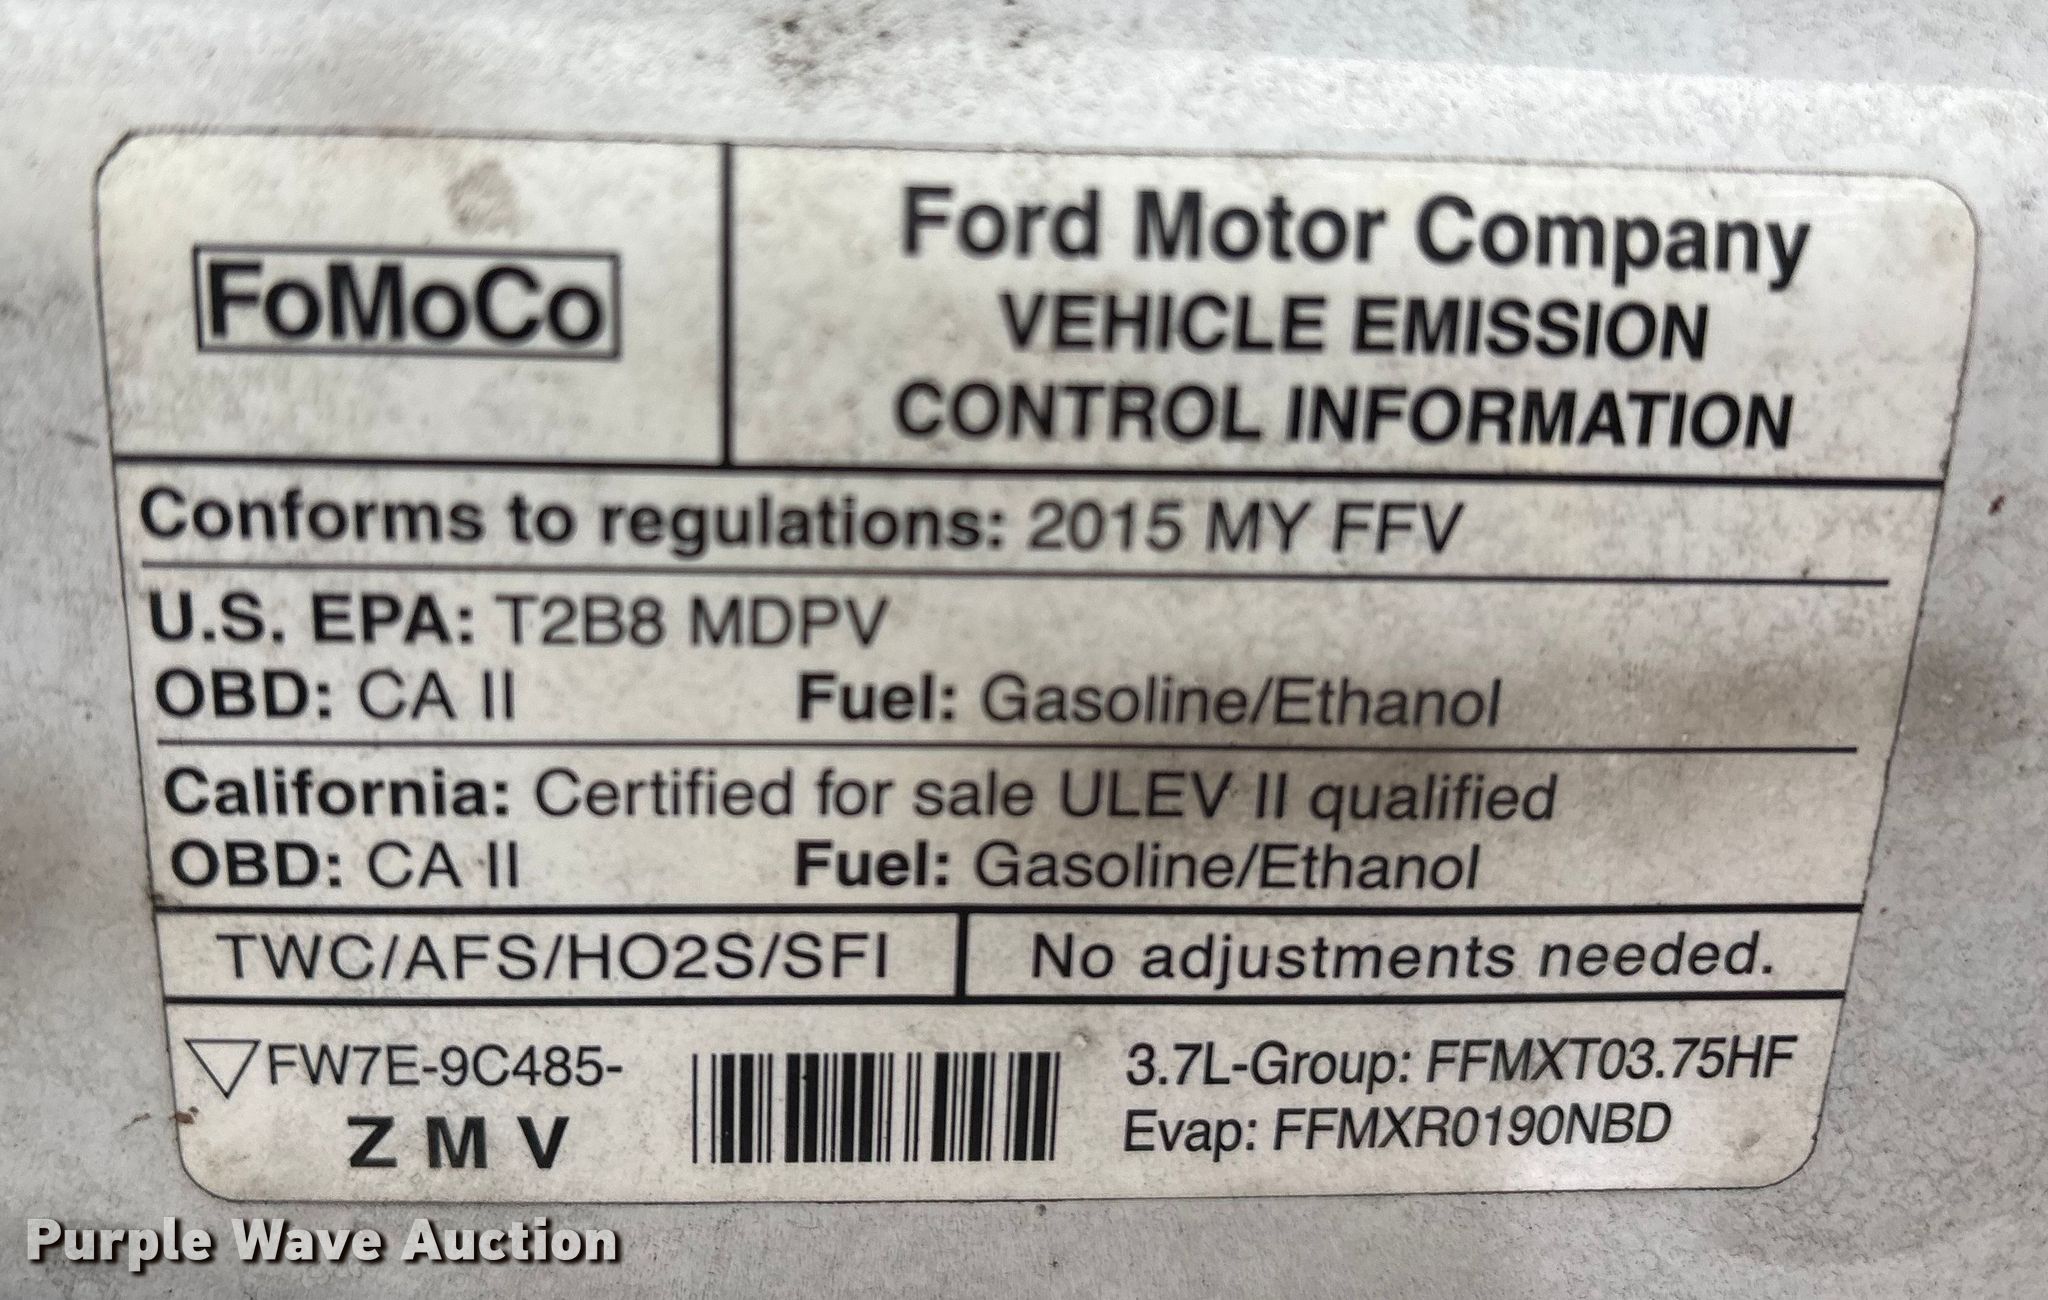 FoMoCo
Ford Motor Company
VEHICLE EMISSION
CONTROL INFORMATION
Conforms to regulations: 2015 MY FFV
U.S. EPA: T2B8 MDPV
OBD: CA II Fuel: Gasoline/Ethanol
California: Certified for sale ULEV II qualified
OBD: CA II Fuel: Gasoline/Ethanol
TWC/AFS/HO2S/SFI No adjustments needed.
FW7E-9C485-
Z M V
3.7L-Group: FFMXT03.75HF
Evap: FFMXR0190NBD
Purple Wave Auction